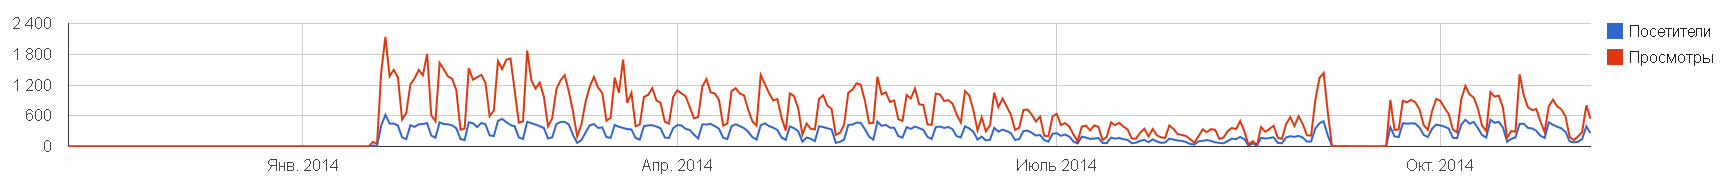 2 400
1 800
1 200
600
0
Янв. 2014
Апр. 2014
Июль 2014
Окт. 2014
Посетители
Просмотры